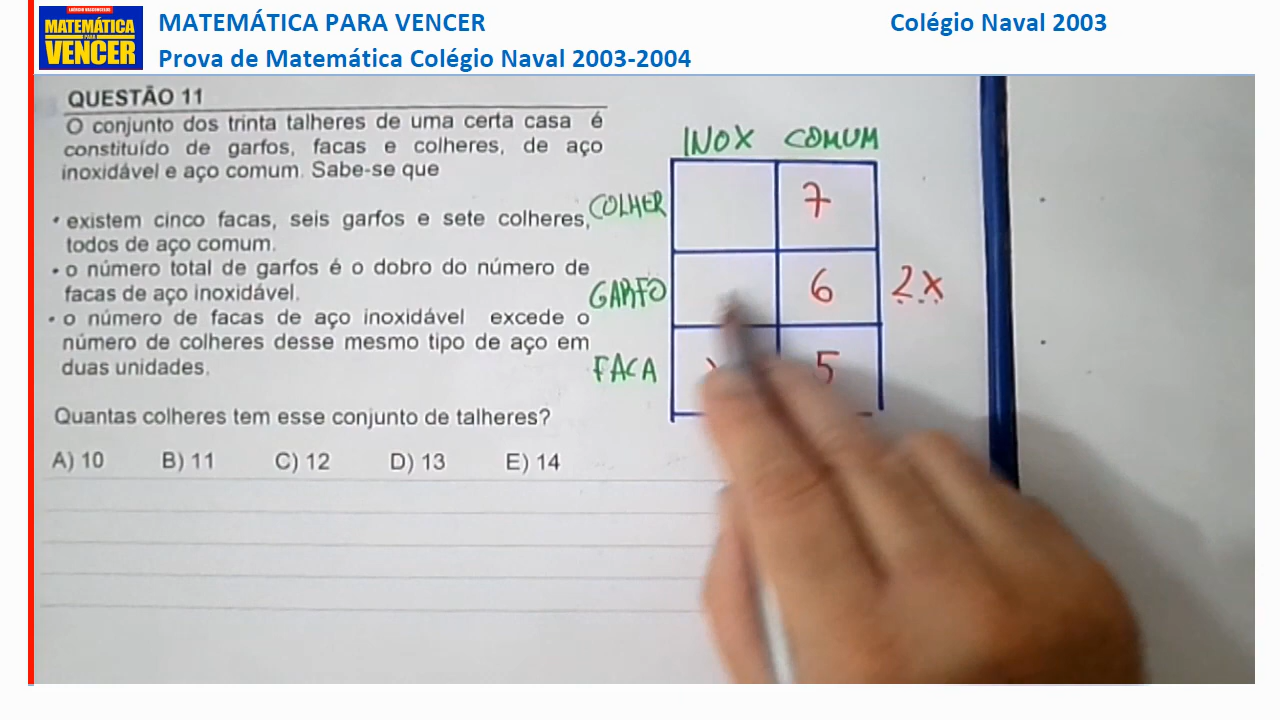 LAÉRCIO VASCONCELOS
MATEMÁTICA
PARA
VENCER
MATEMÁTICA PARA VENCER
Colégio Naval 2003
Prova de Matemática Colégio Naval 2003-2004
QUESTÃO 11
O conjunto dos trinta talheres de uma certa casa é
constituído de garfos, facas e colheres, de aço
inoxidável e aço comum. Sabe-se que
• existem cinco facas, seis garfos e sete colheres,
todos de aço comum.
• o número total de garfos é o dobro do número de
facas de aço inoxidável.
• o número de facas de aço inoxidável excede o
número de colheres desse mesmo tipo de aço em
duas unidades.
Quantas colheres tem esse conjunto de talheres?
A) 10 B) 11 C) 12 D) 13 E) 14
INOX COMUM
COLHER 7
GARFO 6 2x
FACA 5